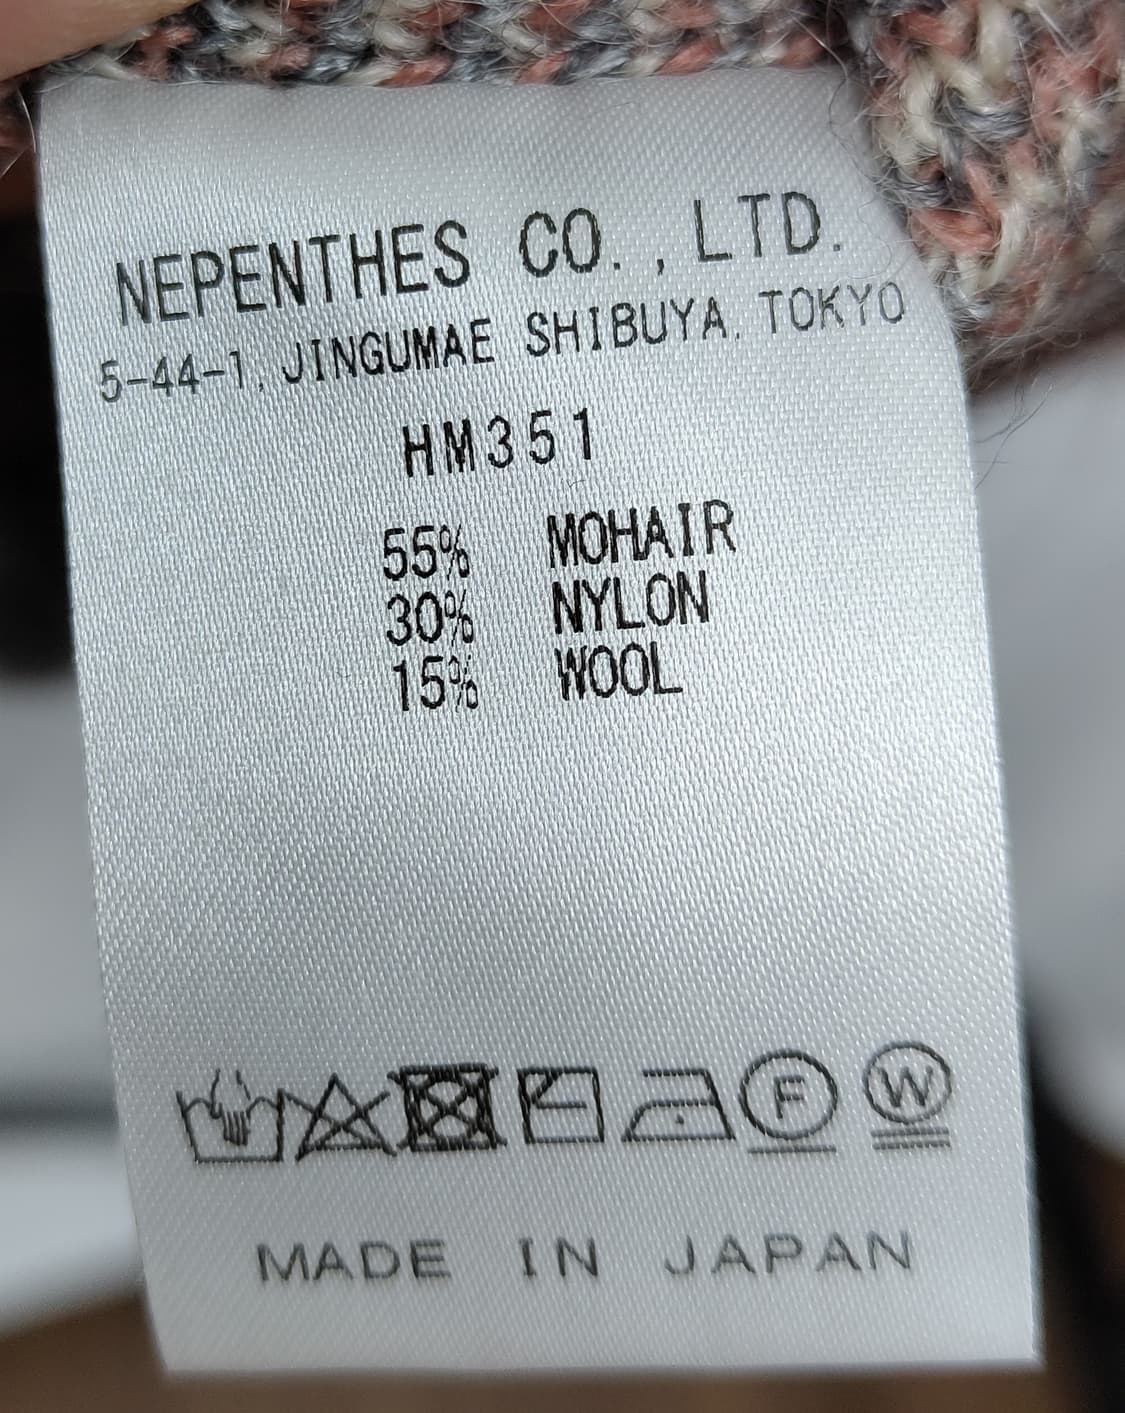 NEPENTHES CO., LTD.
5-44-1, JINGUMAE SHIBUYA, TOKYO
HM351
55% MOHAIR
30% NYLON
15% WOOL
F W
MADE IN JAPAN